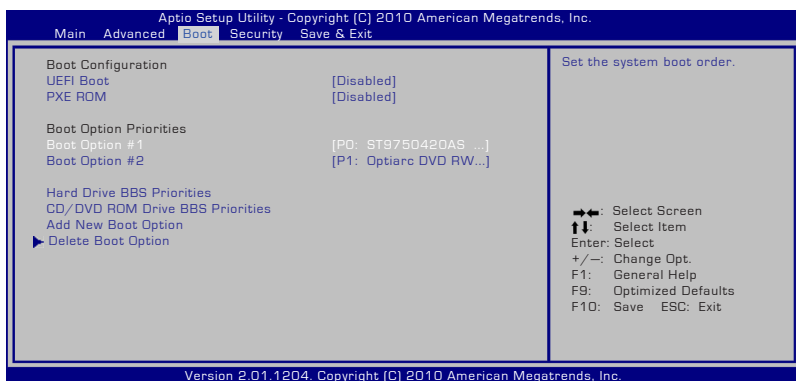 Aptio Setup Utility - Copyright (C) 2010 American Megatrends, Inc.
Main Advanced Boot Security Save & Exit
Boot Configuration
UEFI Boot [Disabled]
PXE ROM [Disabled]
Boot Option Priorities
Boot Option #1 [P0: ST9750420AS ...]
Boot Option #2 [P1: Optiarc DVD RW...]
Hard Drive BBS Priorities
CD/DVD ROM Drive BBS Priorities
Add New Boot Option
Delete Boot Option
Set the system boot order.
→←: Select Screen
↑↓: Select Item
Enter: Select
+/—: Change Opt.
F1: General Help
F9: Optimized Defaults
F10: Save ESC: Exit
Version 2.01.1204. Copyright (C) 2010 American Megatrends, Inc.